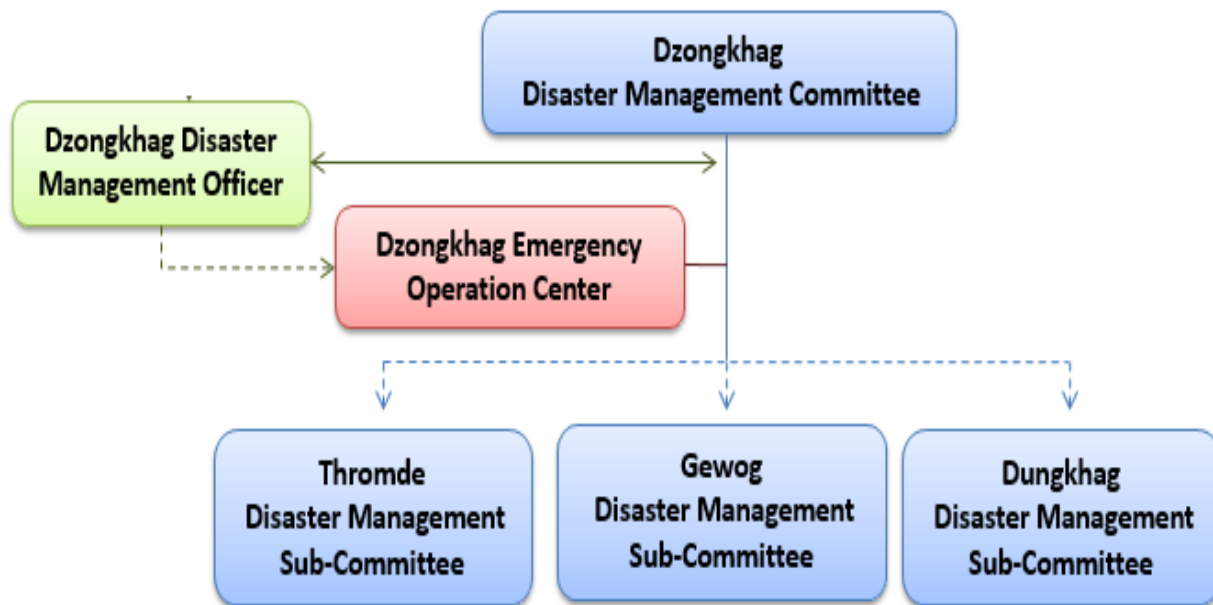 Dzongkhag
Disaster Management Committee
Dzongkhag Disaster
Management Officer
Dzongkhag Emergency
Operation Center
Thromde
Disaster Management
Sub-Committee
Gewog
Disaster Management
Sub-Committee
Dungkhag
Disaster Management
Sub-Committee